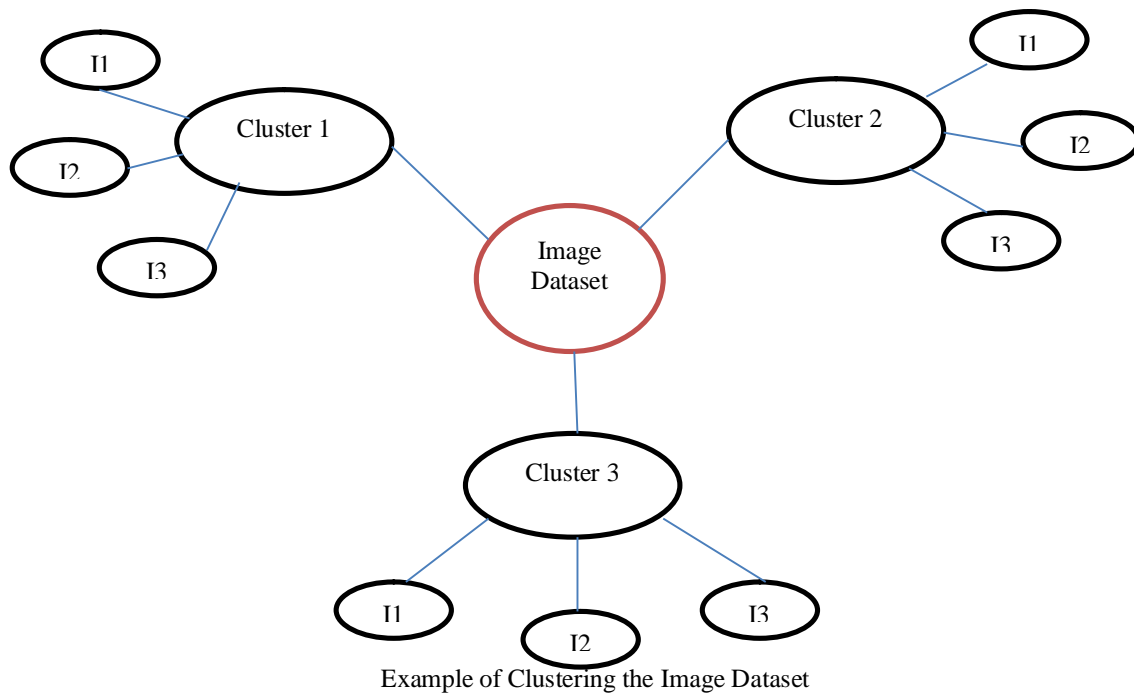 I1
I2
I3
Cluster 1
Cluster 2
I1
I2
I3
Image
Dataset
Cluster 3
I1
I2
I3
Example of Clustering the Image Dataset